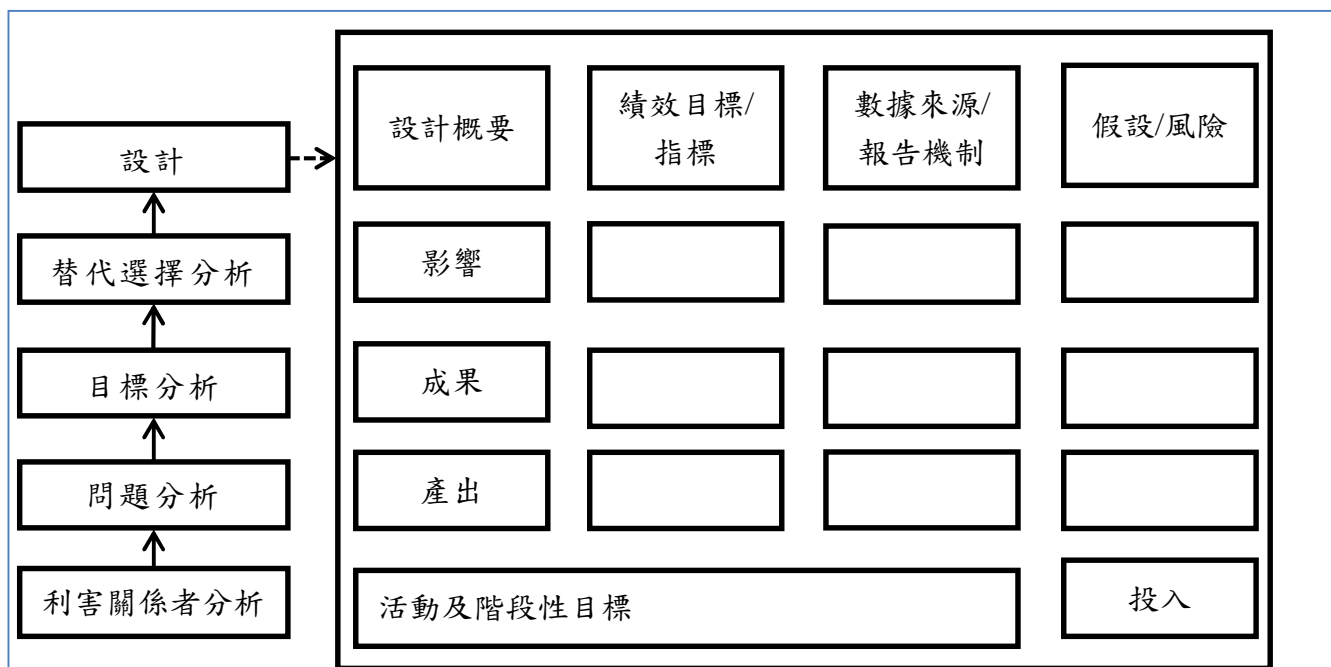 設計
替代選擇分析
目標分析
問題分析
利害關係者分析
設計概要
績效目標/
指標
數據來源/
報告機制
假設/風險
影響
成果
產出
活動及階段性目標
投入